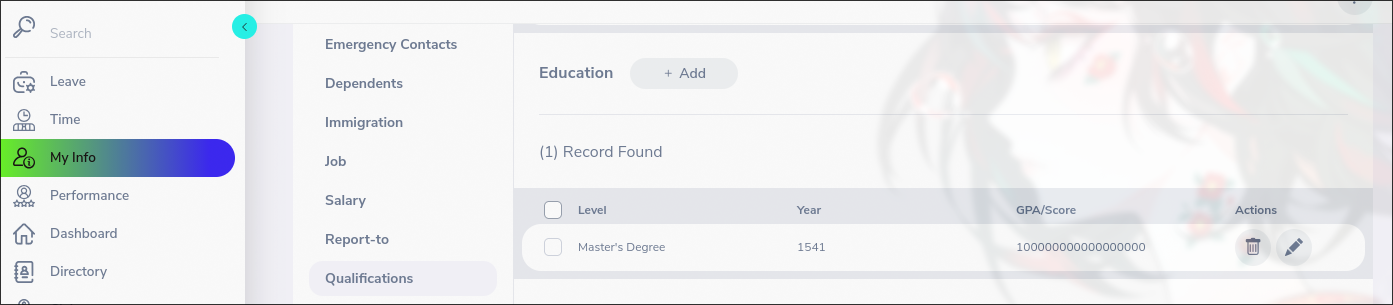 Search
Leave
Time
My Info
Performance
Dashboard
Directory
Emergency Contacts
Dependents
Immigration
Job
Salary
Report-to
Qualifications
Education
+ Add
(1) Record Found
Level Year GPA/Score Actions
Master's Degree 1541 100000000000000000